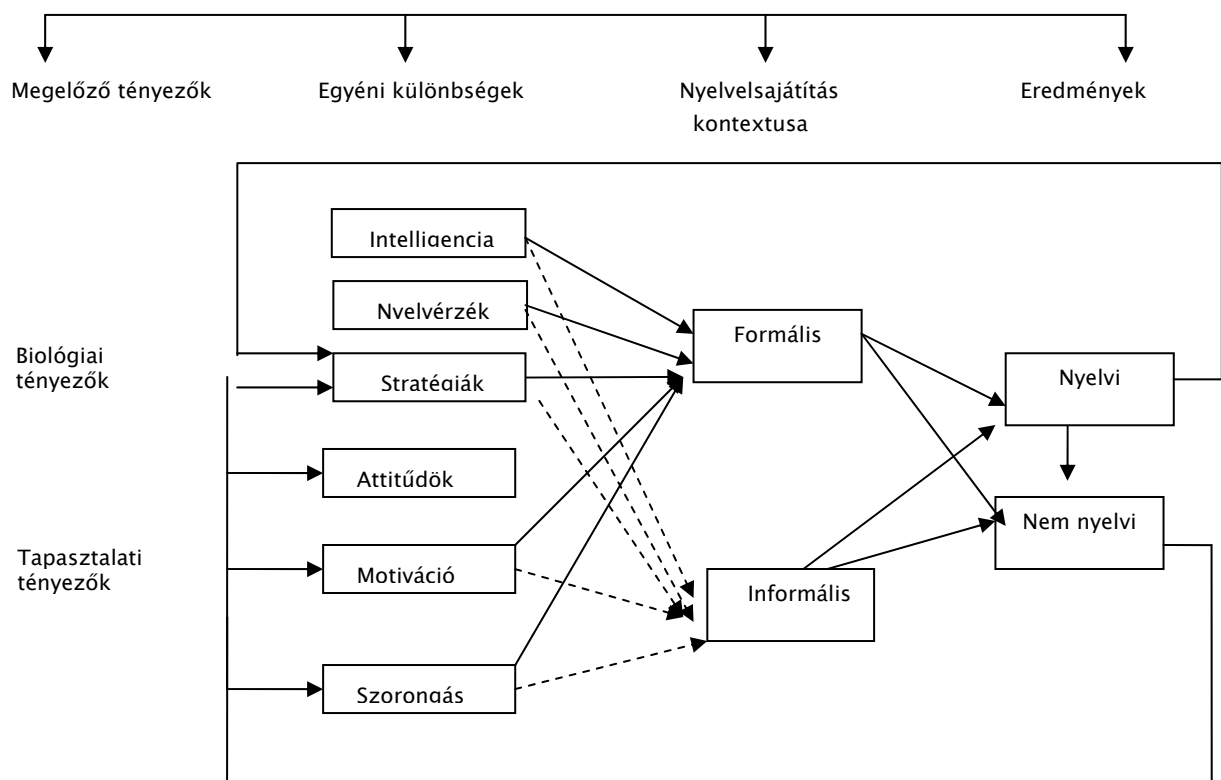 Megelőző tényezők
Egyéni különbségek
Nyelvelsajátítás
kontextusa
Eredmények
Intelligencia
Nyelvérzék
Stratégiák
Attitűdök
Motiváció
Szorongás
Biológiai
tényezők
Tapasztalati
tényezők
Formális
Informális
Nyelvi
Nem nyelvi